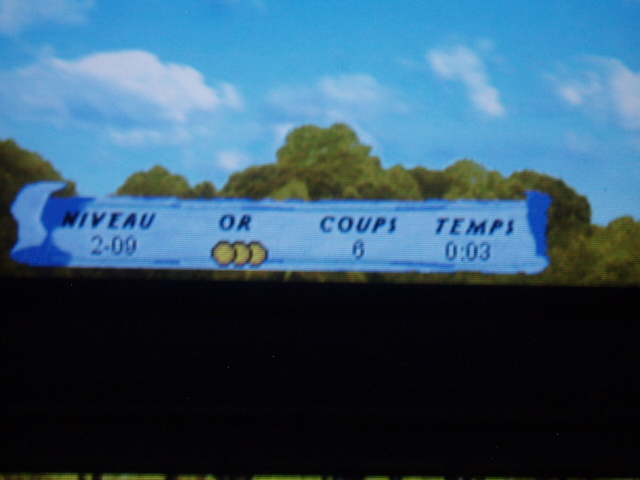 NIVEAU OR COUPS TEMPS
2-09 6 0:03